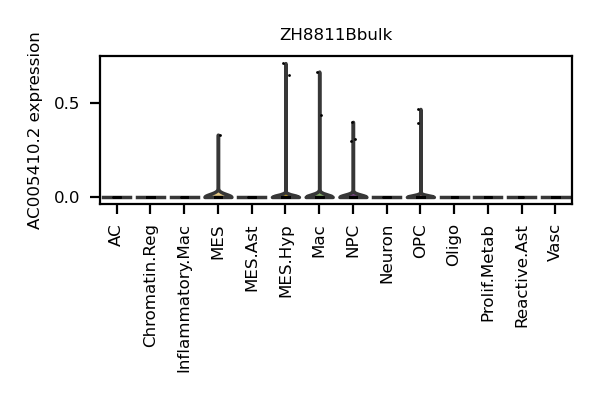 ZH8811Bbulk
AC005410.2 expression
0.5
0.0
AC
Chromatin.Reg
Inflammatory.Mac
MES
MES.Ast
MES.Hyp
Mac
NPC
Neuron
OPC
Oligo
Prolif.Metab
Reactive.Ast
Vasc